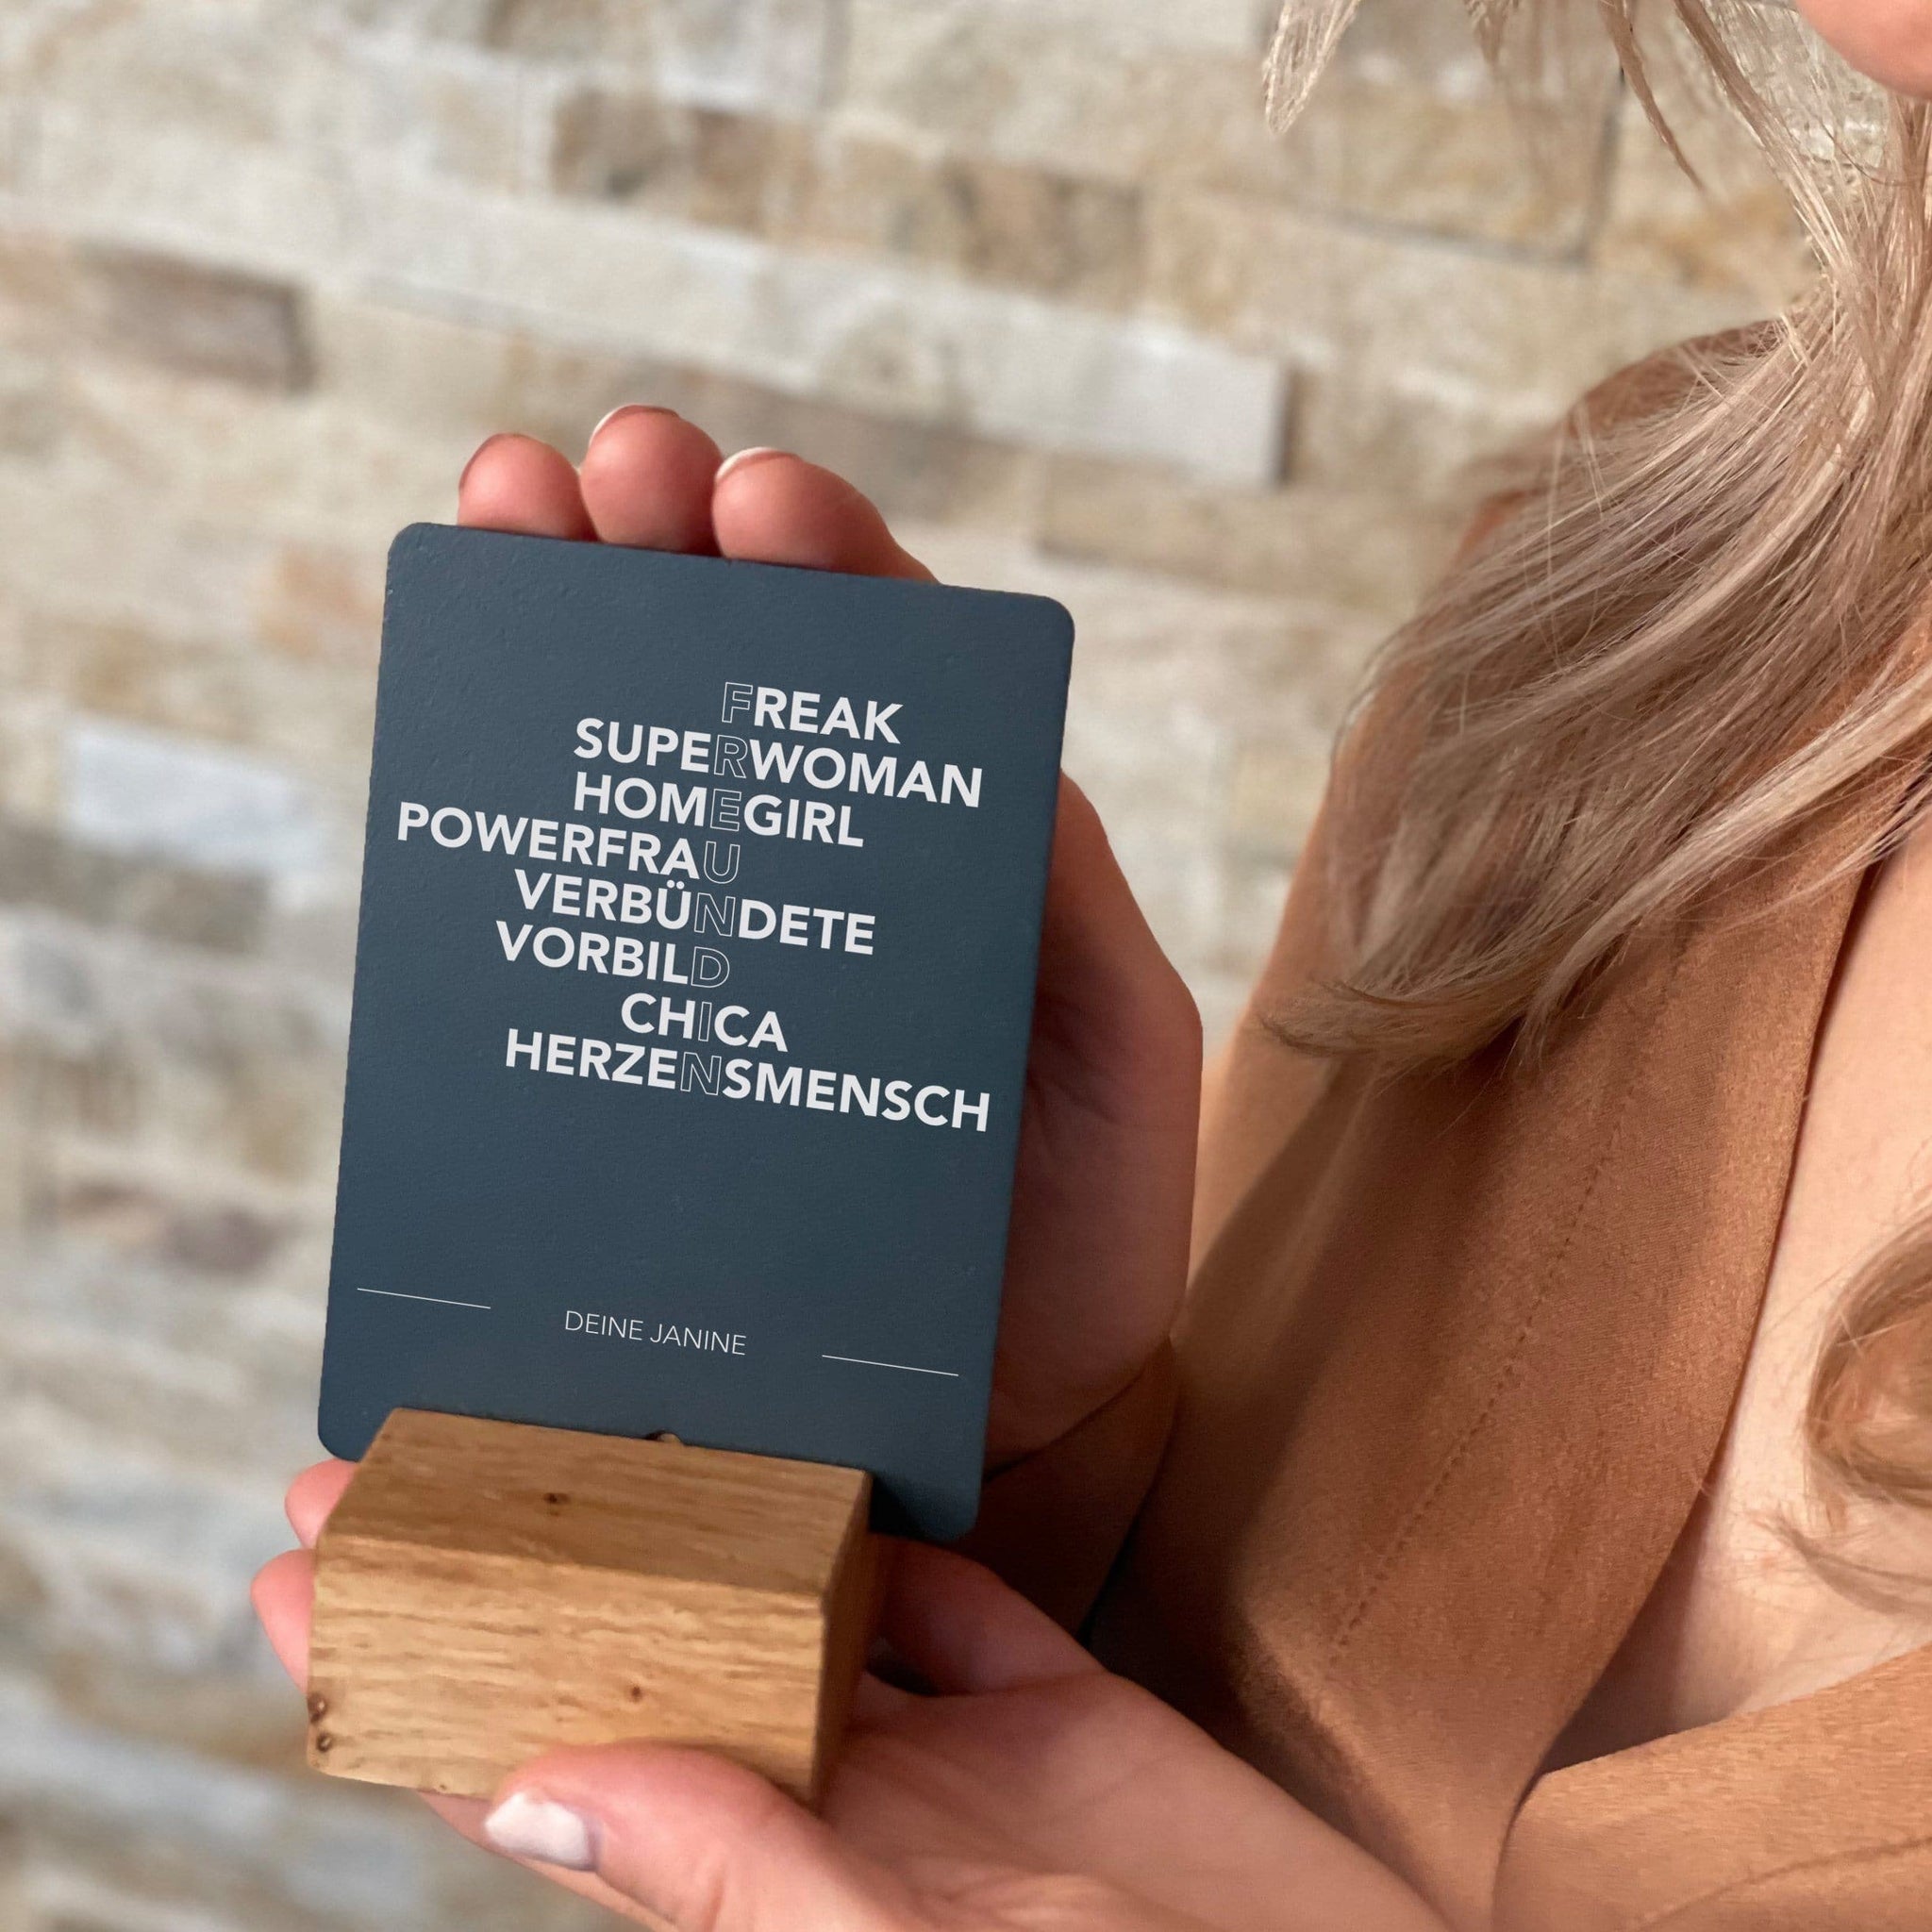 FREAK
SUPERWOMAN
HOMEGIRL
POWERFRAU
VERBÜNDETE
VORBILD
CHICA
HERZENSMENSCH
DEINE JANINE